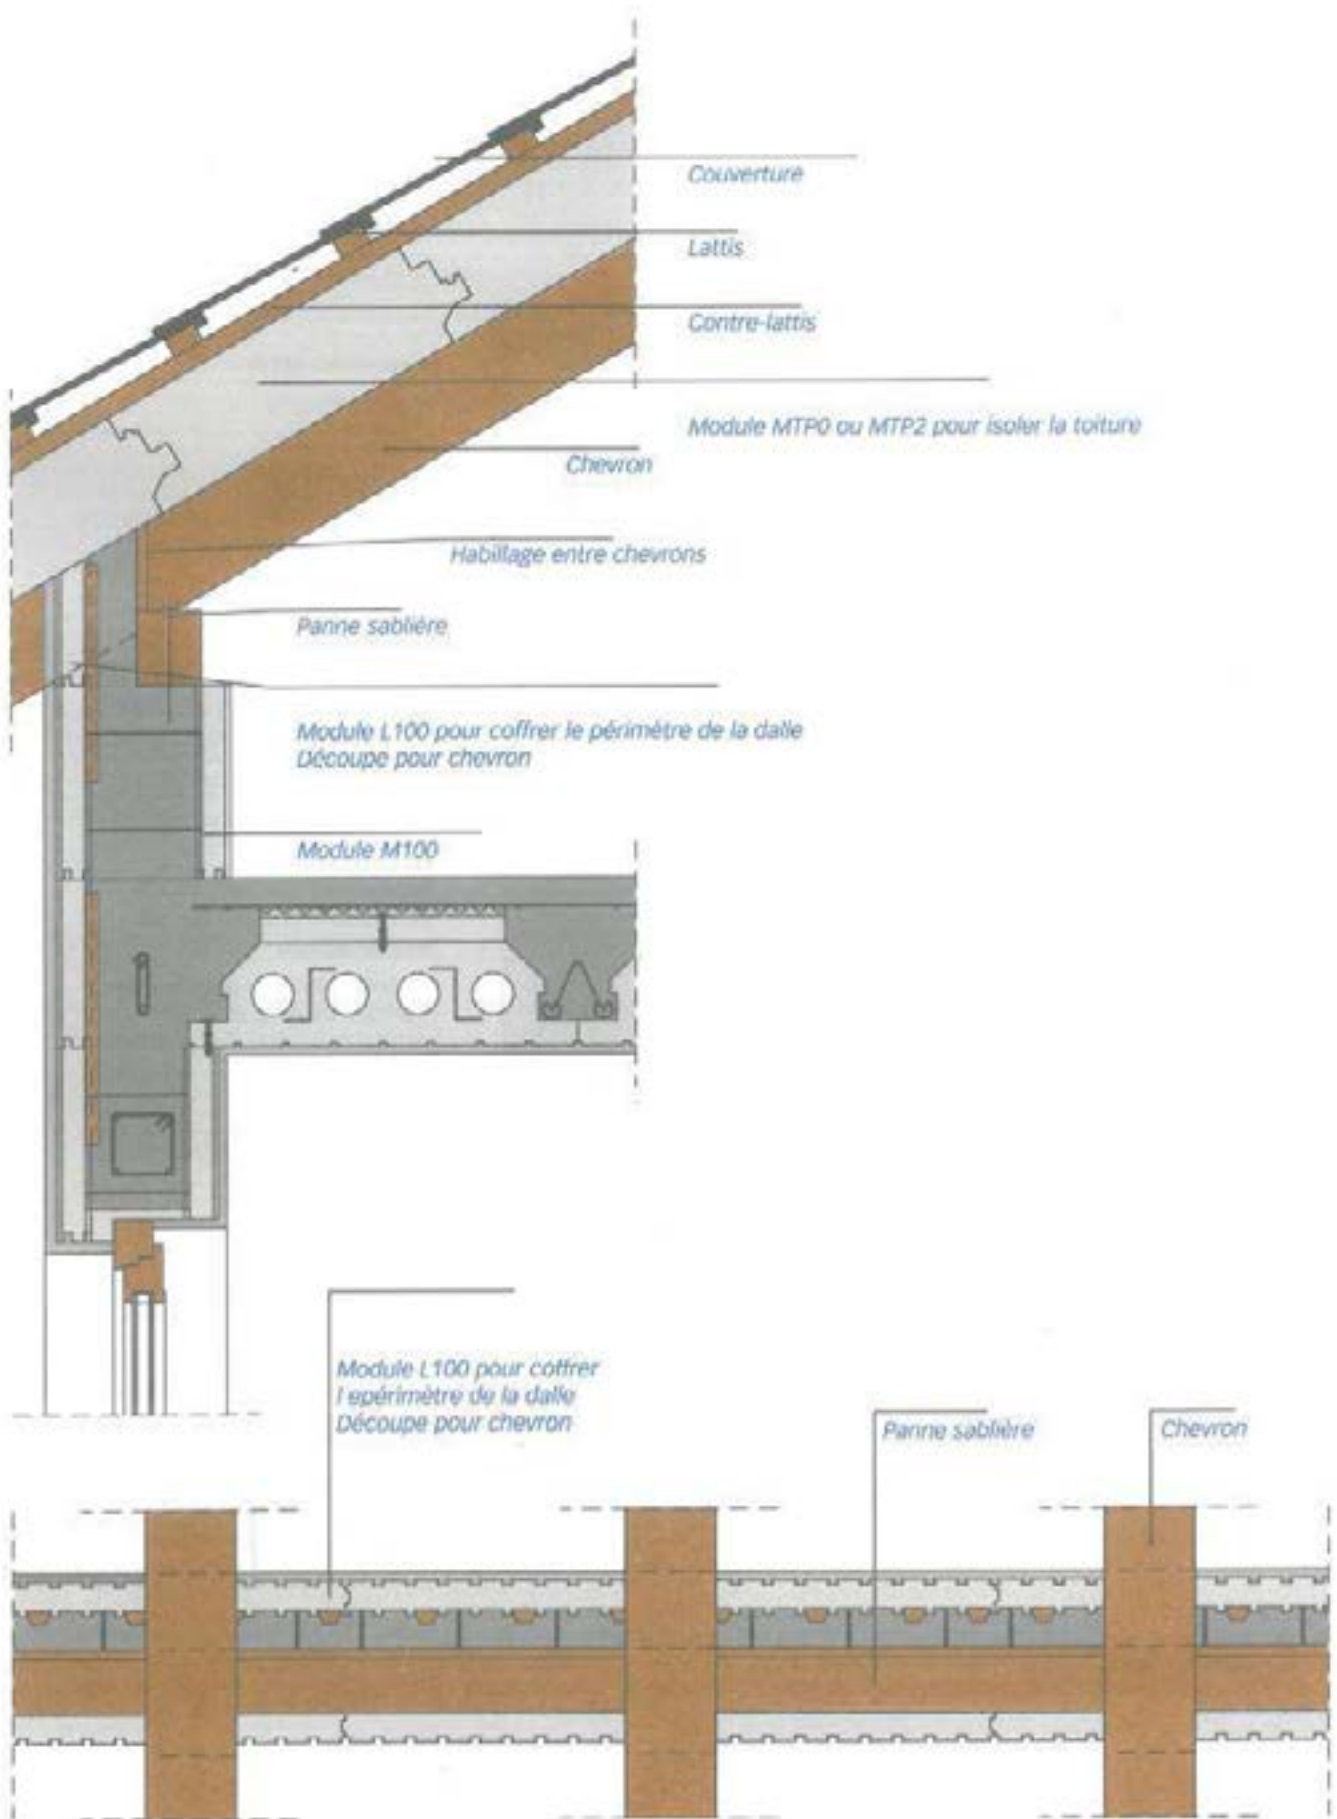 Couverture
Lattis
Contre-lattis
Module MTP0 ou MTP2 pour isoler la toiture
Chevron
Habillage entre chevrons
Panne sablière
Module L100 pour coffrer le périmètre de la dalle
Découpe pour chevron
Module M100
Module L100 pour coffrer
l epérimètre de la dalle
Découpe pour chevron
Panne sablière
Chevron